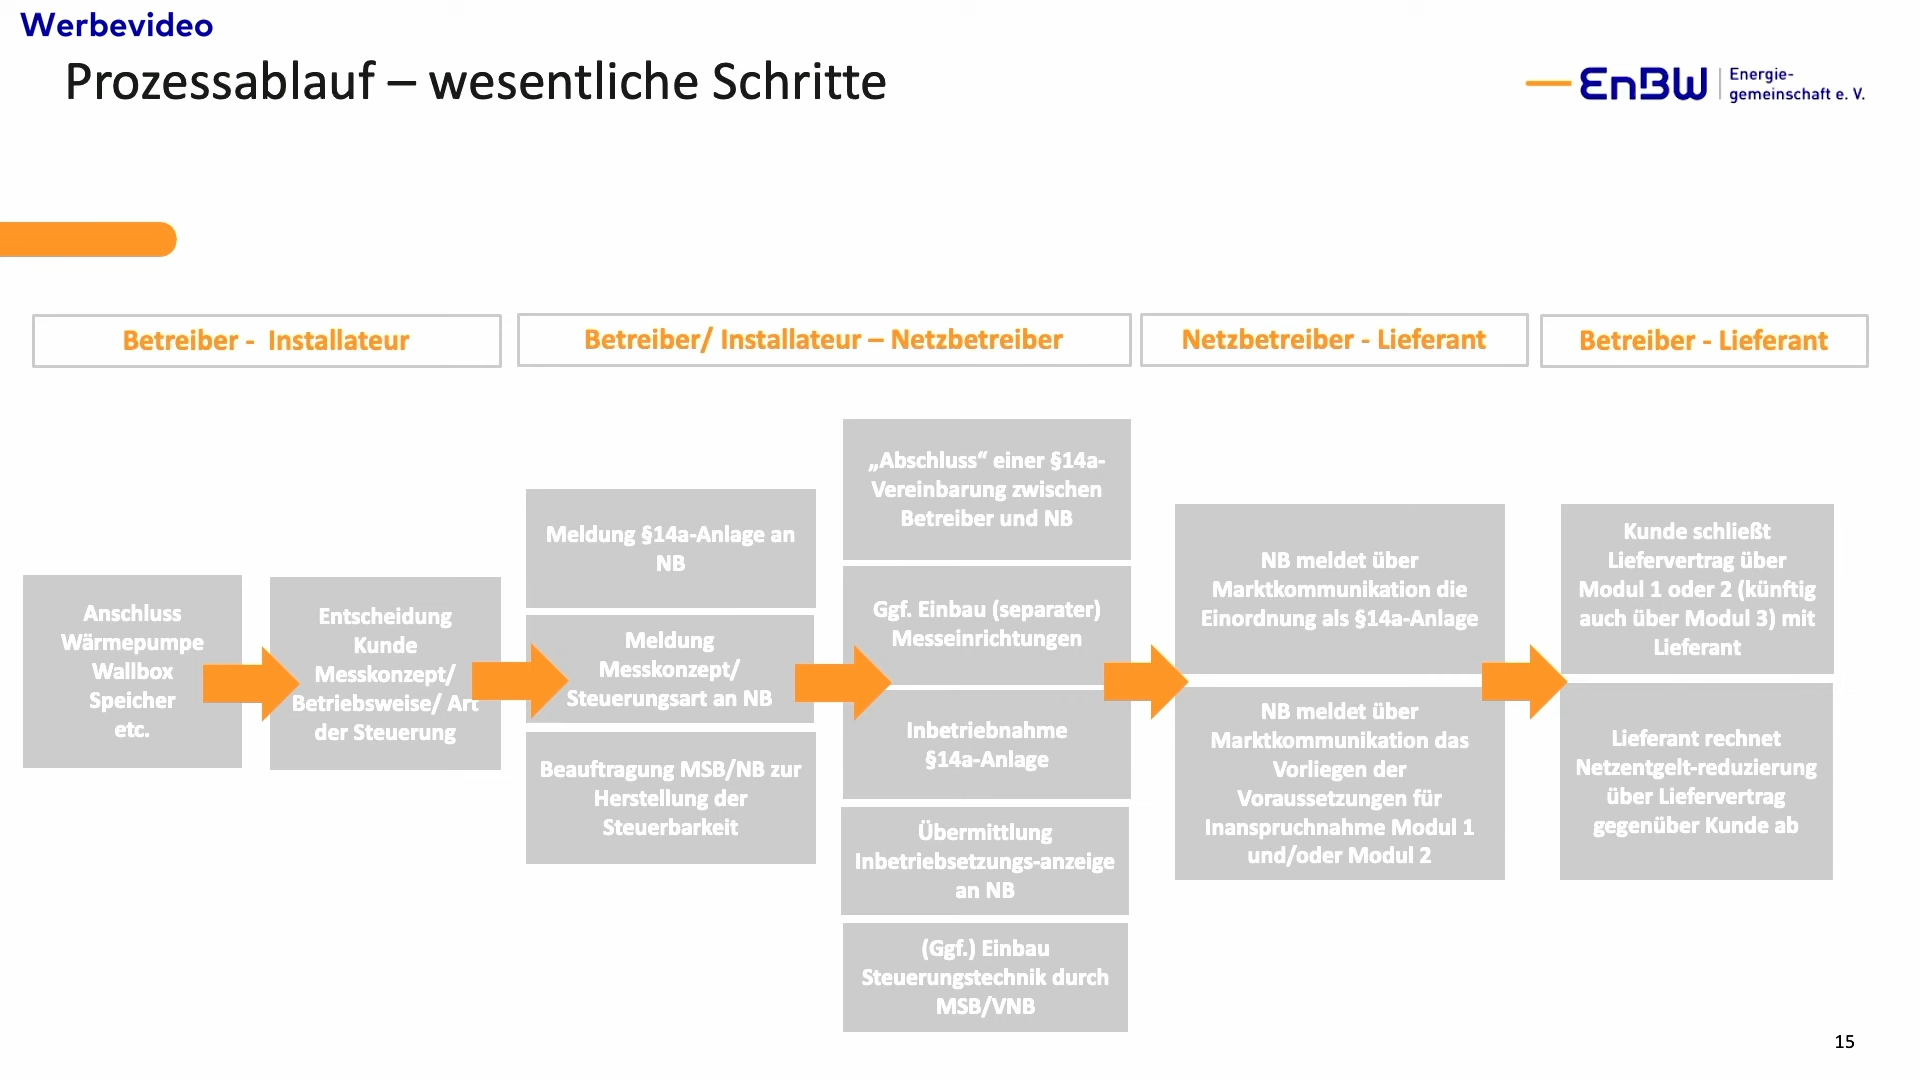 Werbevideo
Prozessablauf – wesentliche Schritte
EnBW
Energie-
gemeinschaft e. V.
Betreiber - Installateur
Betreiber/ Installateur – Netzbetreiber
Netzbetreiber - Lieferant
Betreiber - Lieferant
Anschluss
Wärmepumpe
Wallbox
Speicher
etc.
Entscheidung
Kunde
Messkonzept/
Betriebsweise/ Art
der Steuerung
Meldung §14a-Anlage an
NB
Meldung
Messkonzept/
Steuerungsart an NB
Beauftragung MSB/NB zur
Herstellung der
Steuerbarkeit
„Abschluss“ einer §14a-
Vereinbarung zwischen
Betreiber und NB
Ggf. Einbau (separater)
Messeinrichtungen
Inbetriebnahme
§14a-Anlage
Übermittlung
Inbetriebsetzungs-anzeige
an NB
(Ggf.) Einbau
Steuerungstechnik durch
MSB/VNB
NB meldet über
Marktkommunikation die
Einordnung als §14a-Anlage
NB meldet über
Marktkommunikation das
Vorliegen der
Voraussetzungen für
Inanspruchnahme Modul 1
und/oder Modul 2
Kunde schließt
Liefervertrag über
Modul 1 oder 2 (künftig
auch über Modul 3) mit
Lieferant
Lieferant rechnet
Netzentgelt-reduzierung
über Liefervertrag
gegenüber Kunde ab
15